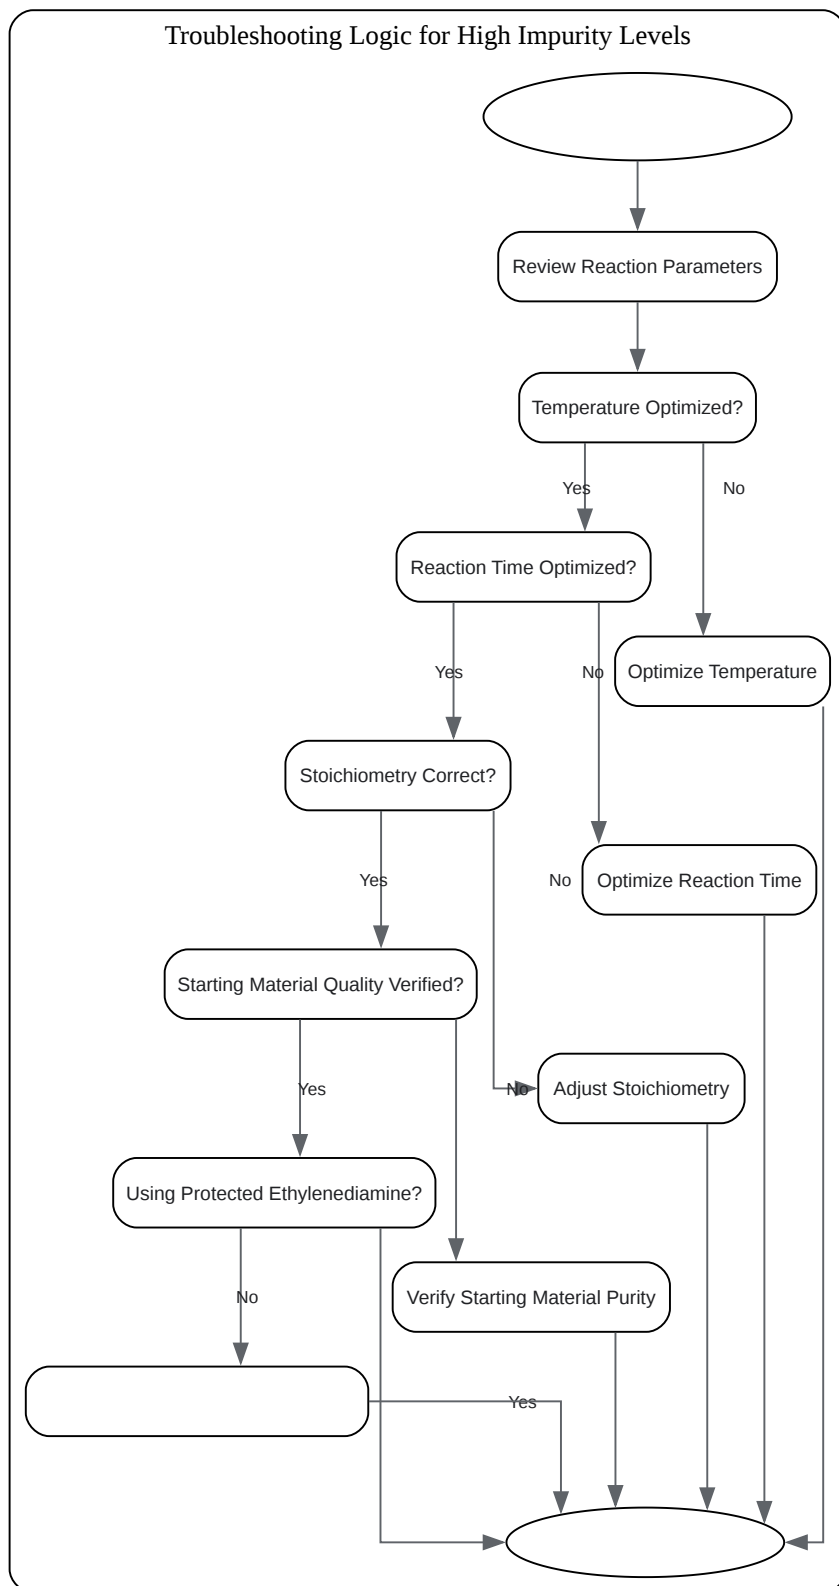 Troubleshooting Logic for High Impurity Levels
Review Reaction Parameters
Temperature Optimized?
Yes
No
Reaction Time Optimized?
Yes
No
Optimize Temperature
Stoichiometry Correct?
Yes
No
Optimize Reaction Time
Starting Material Quality Verified?
Yes
No
Adjust Stoichiometry
Using Protected Ethylenediamine?
No
Verify Starting Material Purity
Yes